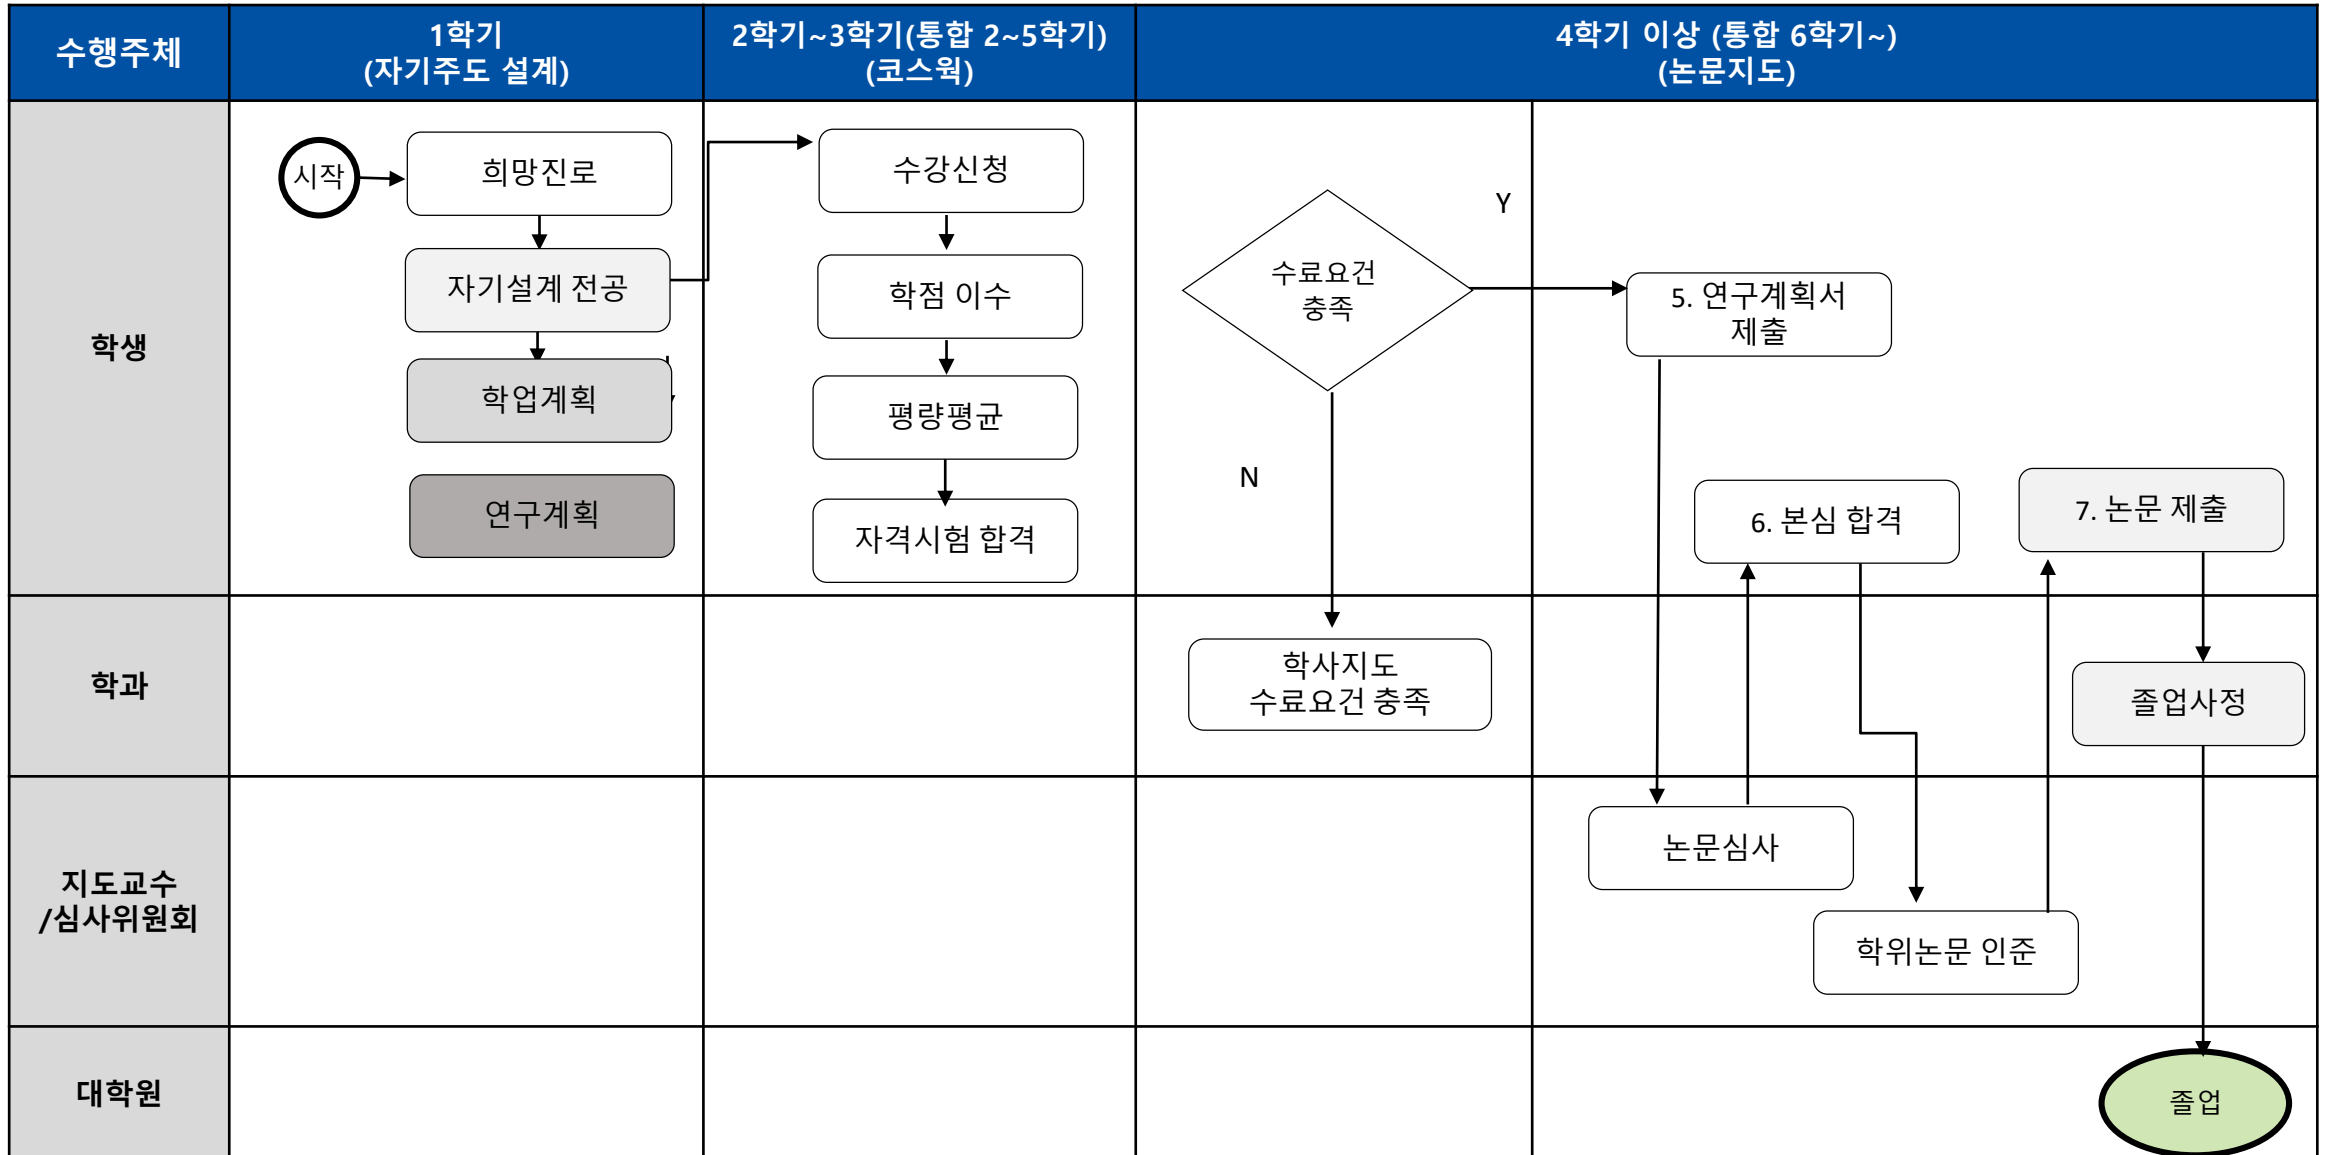 수행주체
1학기
(자기주도 설계)
2학기~3학기(통합 2~5학기)
(코스웍)
4학기 이상 (통합 6학기~)
(논문지도)
학생
시작
희망진로
자기설계 전공
학업계획
연구계획
수강신청
학점 이수
평량평균
자격시험 합격
수료요건
충족
Y
N
5. 연구계획서
제출
6. 본심 합격
7. 논문 제출
학과
학사지도
수료요건 충족
졸업사정
지도교수
/심사위원회
논문심사
학위논문 인준
대학원
졸업